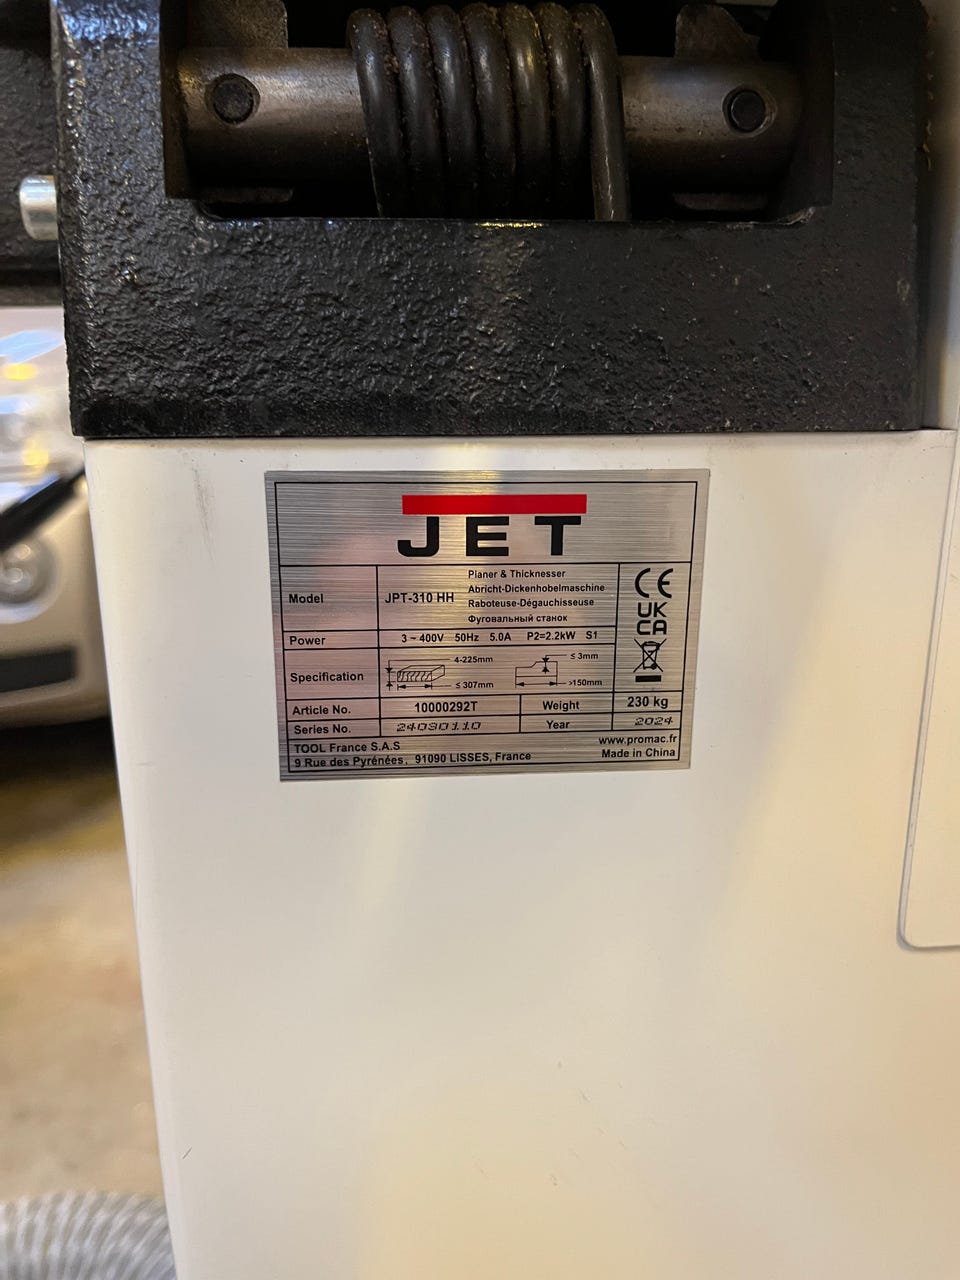 JET
Model JPT-310 HH
Planer & Thicknesser
Abricht-Dickenhobelmaschine
Raboteuse-Dégauchisseuse
Фуговальный станок
CE
UK
CA
Power 3 ~ 400V 50Hz 5.0A P2=2.2kW S1
Specification
4-225mm
≤ 307mm
≤ 3mm
>150mm
Article No. 10000292T Weight 230 kg
Series No. 24030110 Year 2024
TOOL France S.A.S www.promac.fr
9 Rue des Pyrénées, 91090 LISSES, France Made in China